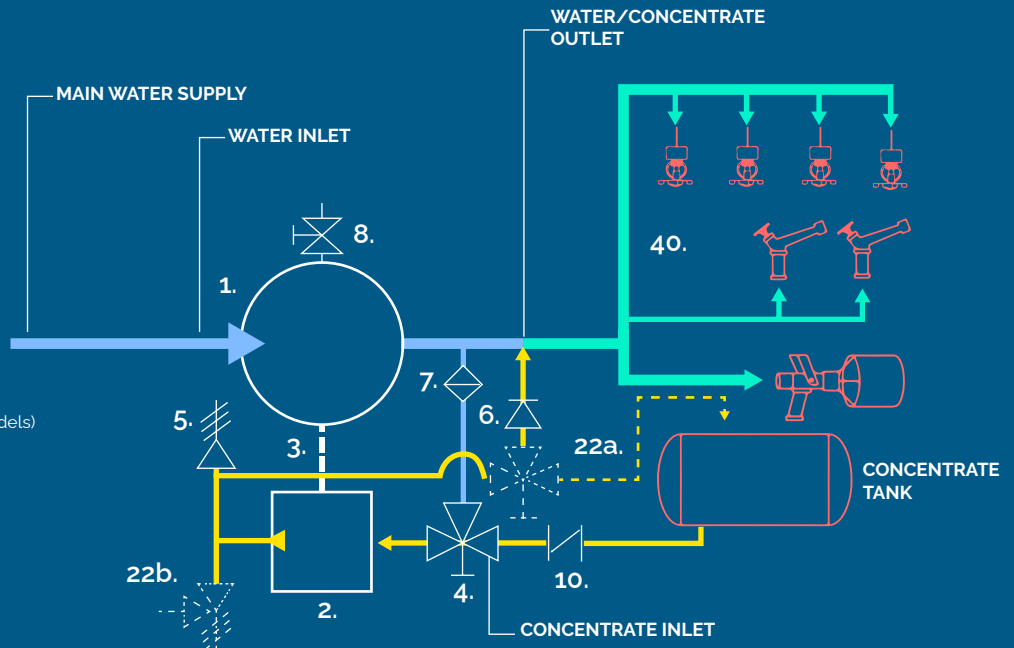 WATER/CONCENTRATE
OUTLET
MAIN WATER SUPPLY
WATER INLET
8.
40.
1.
7.
5.
6.
dels)
3.
22a.
CONCENTRATE
TANK
22b.
4.
10.
2.
CONCENTRATE INLET